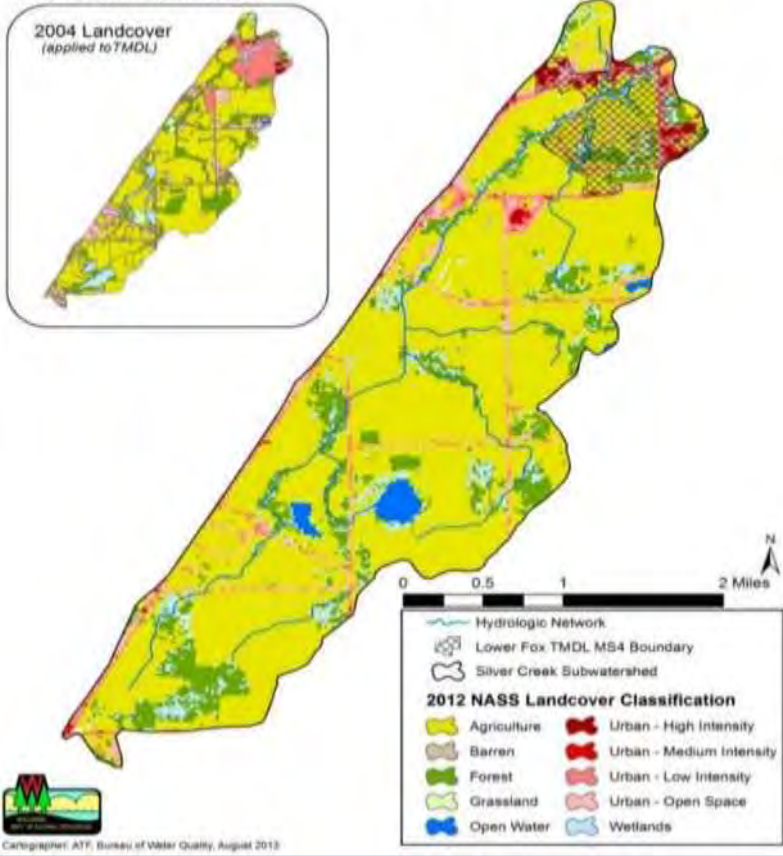 2004 Landcover
(applied to TMDL)
N
0 0.5 1 2 Miles
Hydrologic Network
Lower Fox TMDL MS4 Boundary
Silver Creek Subwatershed
2012 NASS Landcover Classification
Agriculture
Barren
Forest
Grassland
Open Water
Urban - High Intensity
Urban - Medium Intensity
Urban - Low Intensity
Urban - Open Space
Wetlands
W
Cartographer: ATF, Bureau of Water Quality, August 2013